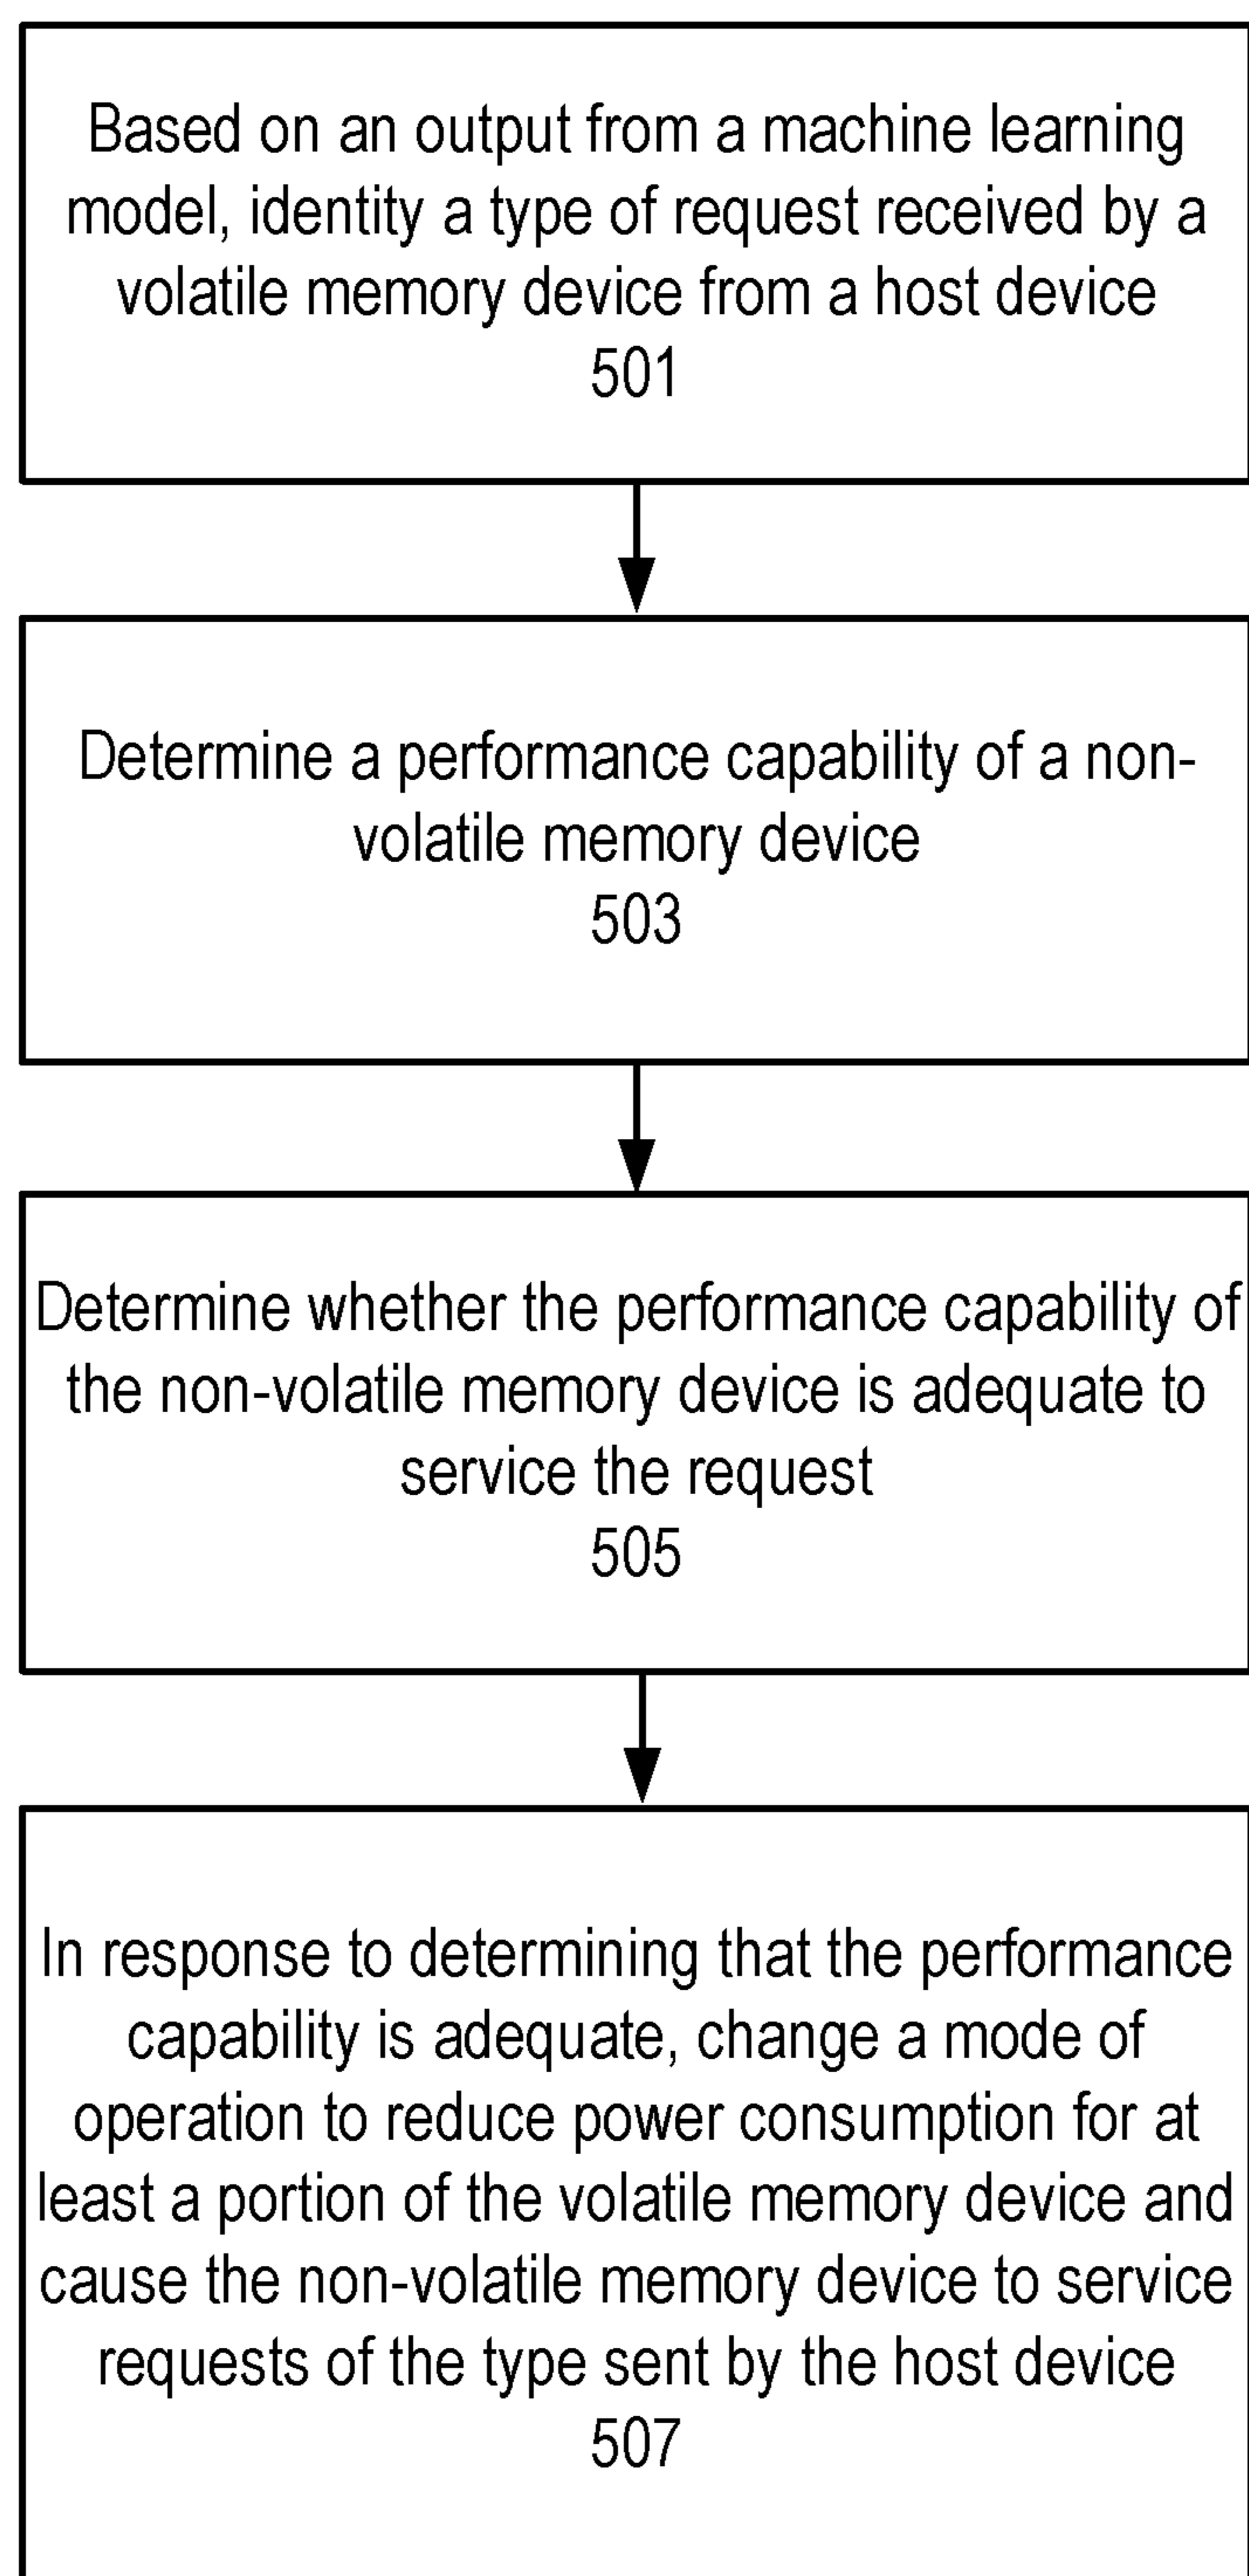 Based on an output from a machine learning
model, identity a type of request received by a
volatile memory device from a host device
501
Determine a performance capability of a non-
volatile memory device
503
Determine whether the performance capability of
the non-volatile memory device is adequate to
service the request
505
In response to determining that the performance
capability is adequate, change a mode of
operation to reduce power consumption for at
least a portion of the volatile memory device and
cause the non-volatile memory device to service
requests of the type sent by the host device
507